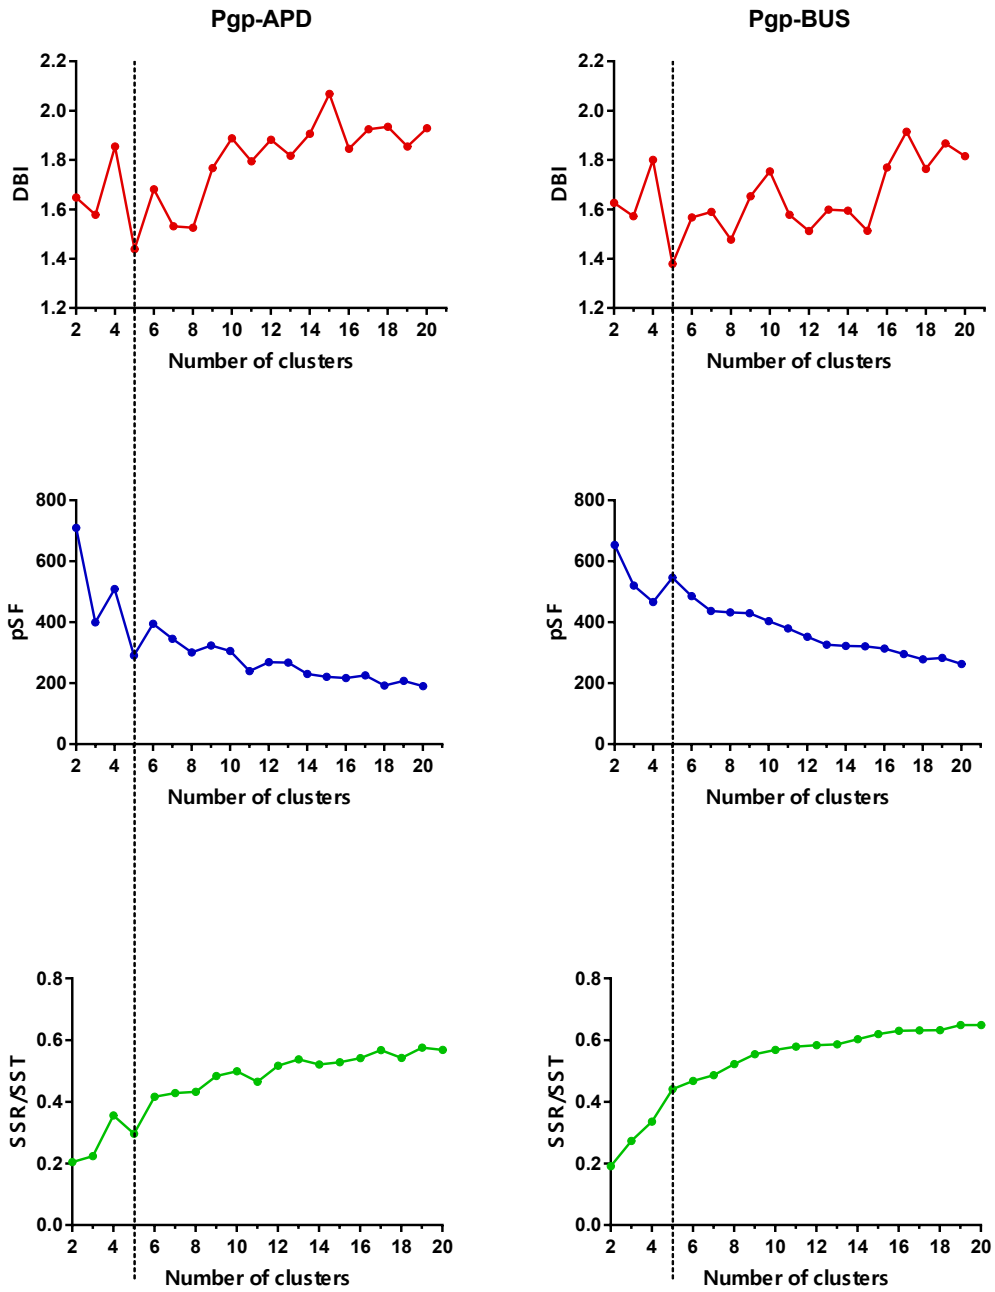 Pgp-APD
Pgp-BUS
2.2
2.0
1.8
1.6
1.4
1.2
DBI
2 4 6 8 10 12 14 16 18 20
Number of clusters
2.2
2.0
1.8
1.6
1.4
1.2
DBI
2 4 6 8 10 12 14 16 18 20
Number of clusters
800
600
400
200
0
pSF
2 4 6 8 10 12 14 16 18 20
Number of clusters
800
600
400
200
0
pSF
2 4 6 8 10 12 14 16 18 20
Number of clusters
0.8
0.6
0.4
0.2
0.0
SSR/SST
2 4 6 8 10 12 14 16 18 20
Number of clusters
0.8
0.6
0.4
0.2
0.0
SSR/SST
2 4 6 8 10 12 14 16 18 20
Number of clusters